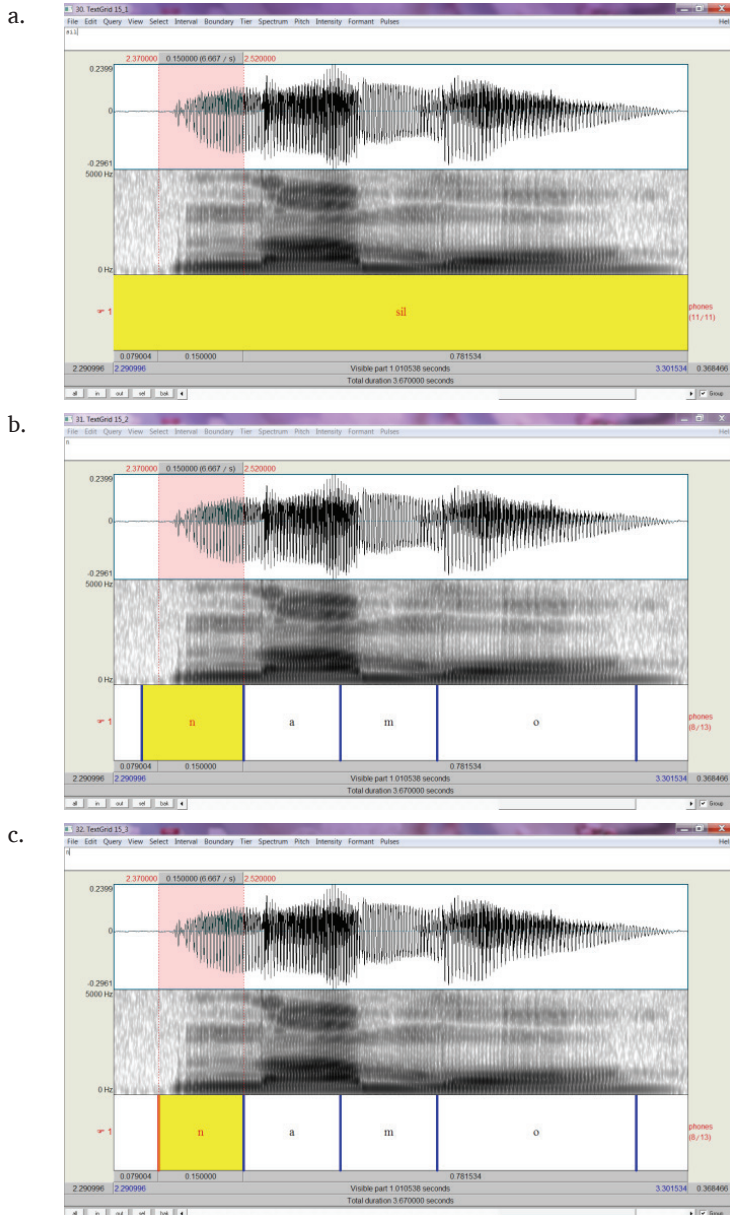 a.
30. TextGrid 15_1
File Edit Query View Select Interval Boundary Tier Spectrum Pitch Intensity Formant Pulses Hel
sil
2.370000 0.150000 (6.667 / s) 2.520000
0.2399
0
-0.2961
5000 Hz
0 Hz
1 sil phones (11/11)
0.079004 0.150000 0.781534
2.290996 2.290996 Visible part 1.010538 seconds 3.301534 0.368466
Total duration 3.670000 seconds
all in out sel bak Group
b.
31. TextGrid 15_2
File Edit Query View Select Interval Boundary Tier Spectrum Pitch Intensity Formant Pulses Hel
n
2.370000 0.150000 (6.667 / s) 2.520000
0.2399
0
-0.2961
5000 Hz
0 Hz
1 n a m o phones (8/13)
0.079004 0.150000 0.781534
2.290996 2.290996 Visible part 1.010538 seconds 3.301534 0.368466
Total duration 3.670000 seconds
all in out sel bak Group
c.
32. TextGrid 15_3
File Edit Query View Select Interval Boundary Tier Spectrum Pitch Intensity Formant Pulses Hel
n
2.370000 0.150000 (6.667 / s) 2.520000
0.2399
0
-0.2961
5000 Hz
0 Hz
1 n a m o phones (8/13)
0.079004 0.150000 0.781534
2.290996 2.290996 Visible part 1.010538 seconds 3.301534 0.368466
Total duration 3.670000 seconds
all in out sel bak Group